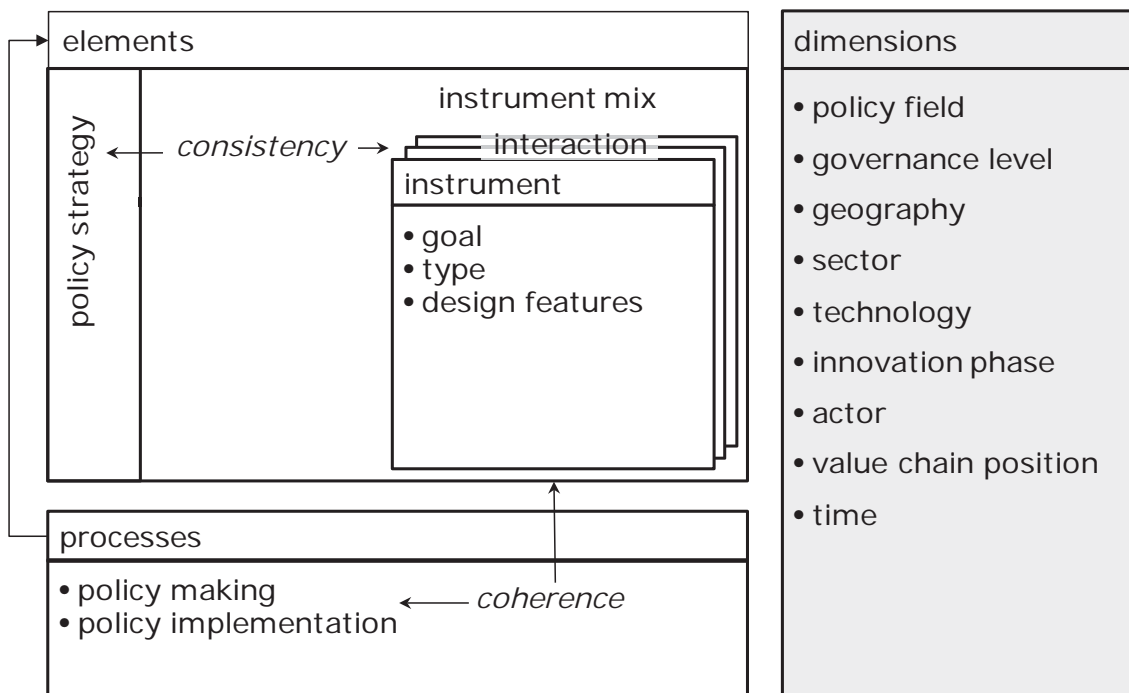 elements
policy strategy
consistency
instrument mix
interaction
instrument
• goal
• type
• design features
processes
• policy making
• policy implementation
coherence
dimensions
• policy field
• governance level
• geography
• sector
• technology
• innovation phase
• actor
• value chain position
• time